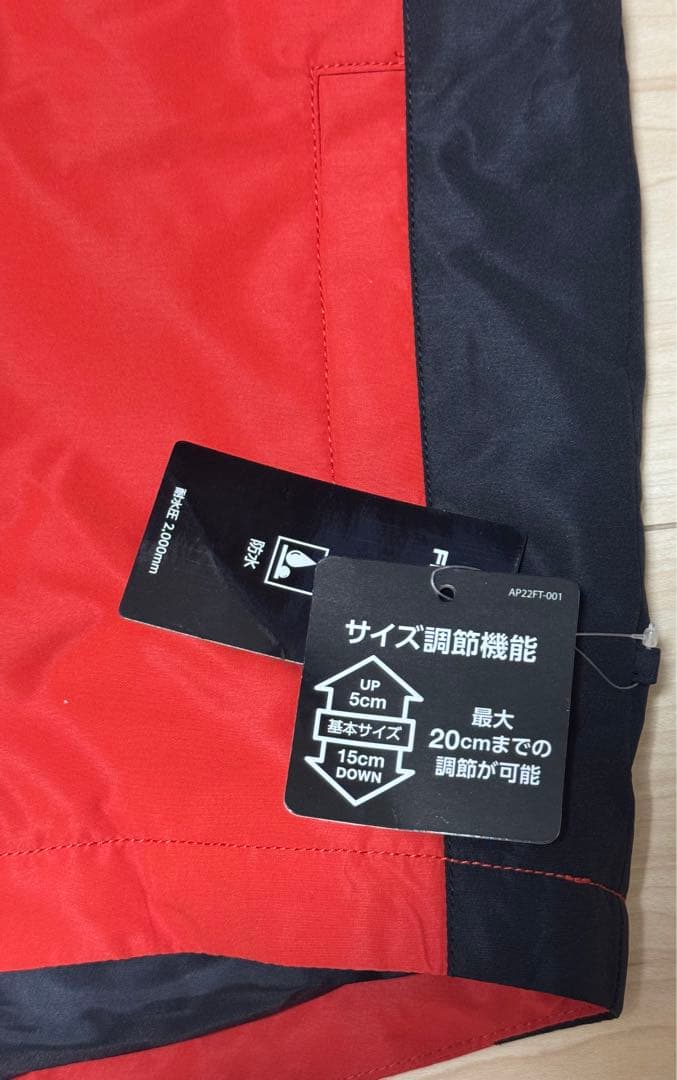 耐水圧 2,000mm
防水
AP22FT-001
サイズ調節機能
UP
5cm
基本サイズ
15cm
DOWN
最大
20cmまでの
調節が可能